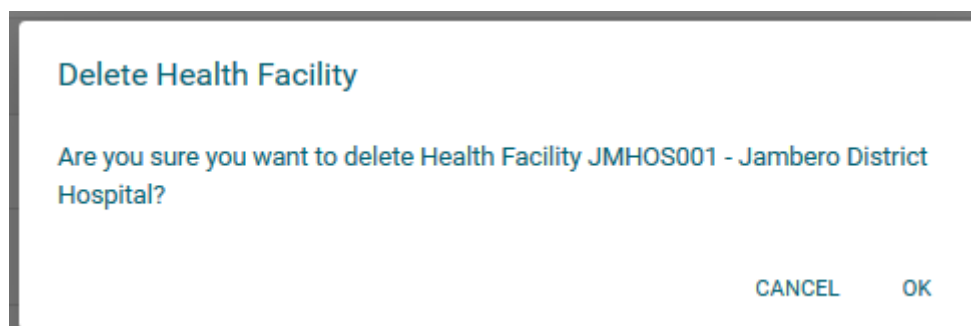 Delete Health Facility
Are you sure you want to delete Health Facility JMHOS001 - Jambero District
Hospital?
CANCEL OK